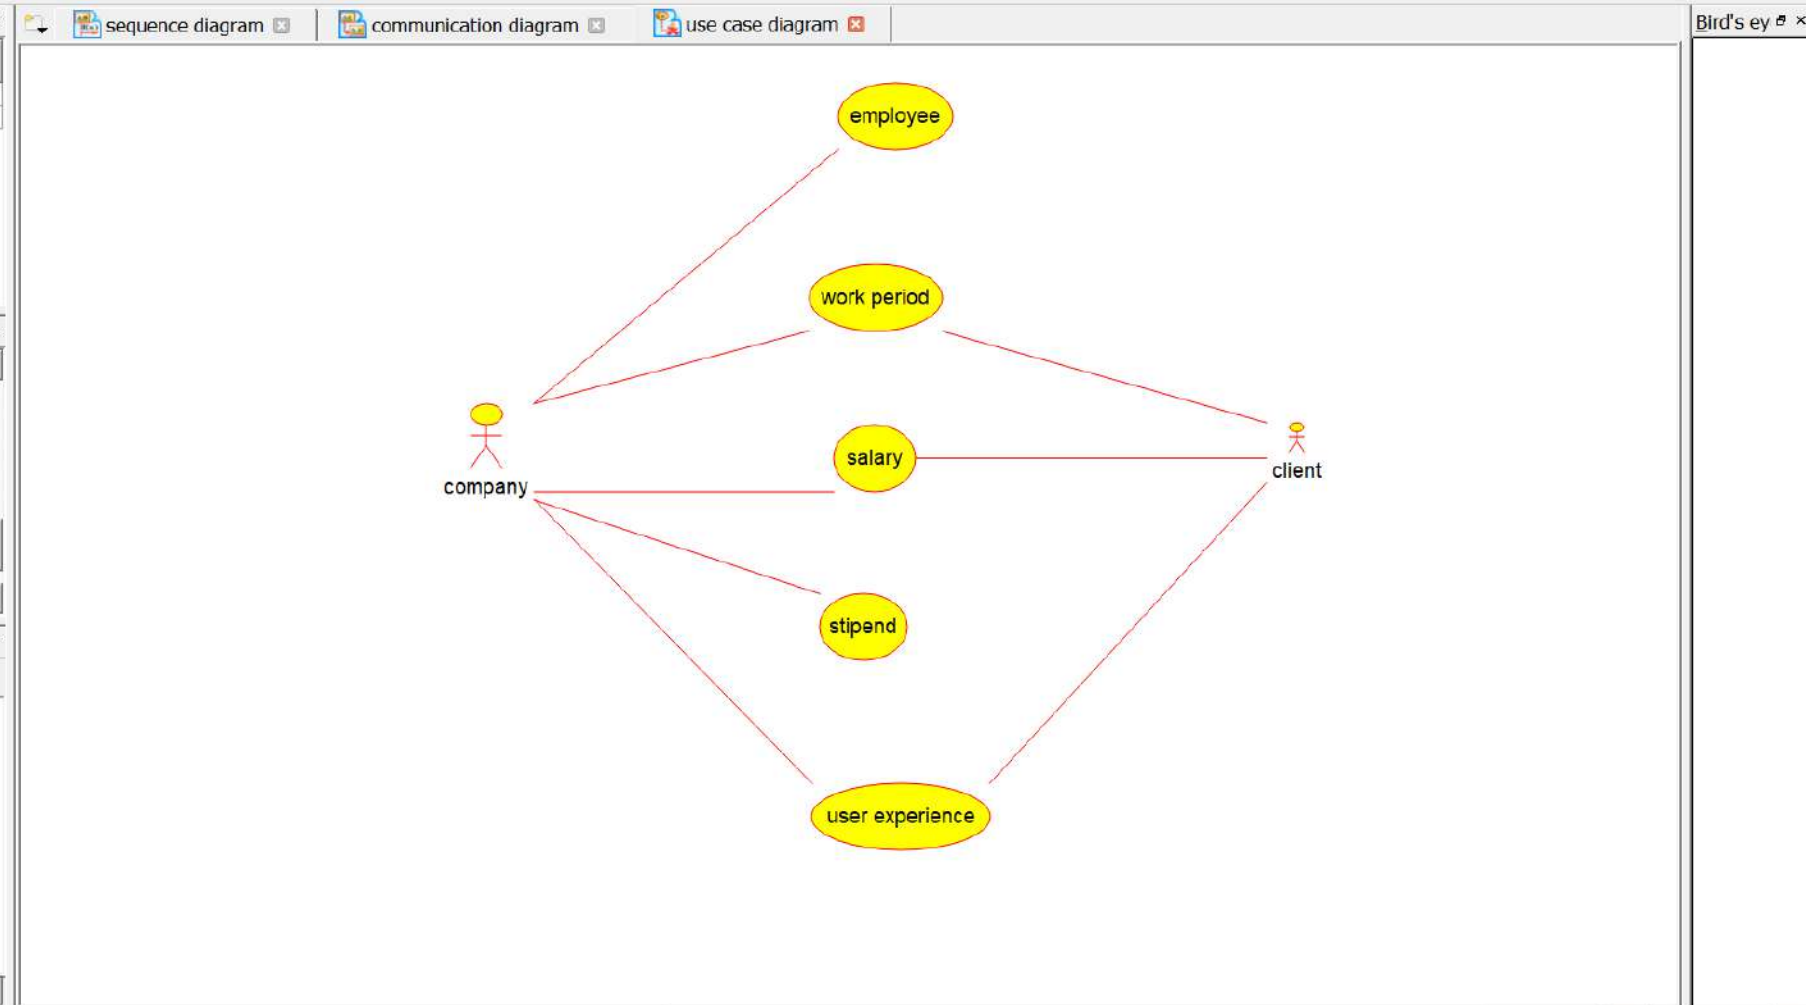 sequence diagram
communication diagram
use case diagram
Bird's ey
employee
work period
salary
client
company
stipend
user experience